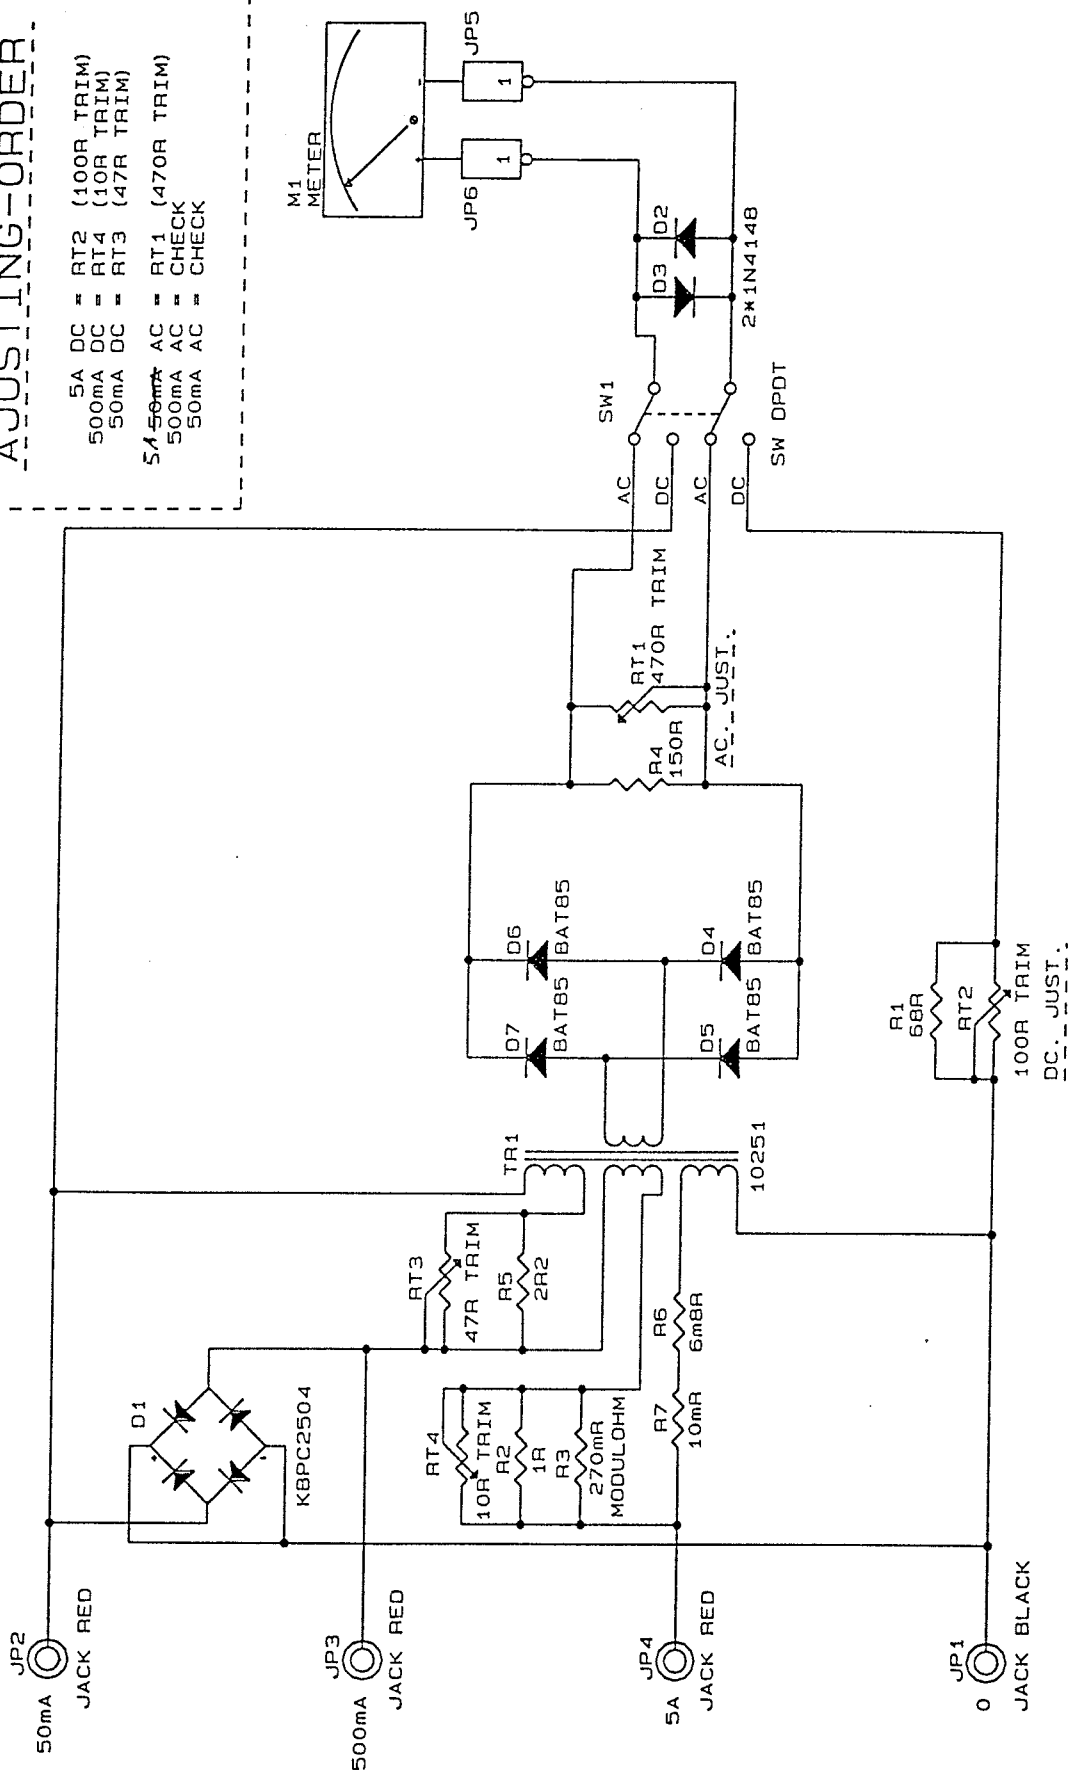 AJUSTING-ORDER
5A DC = RT2 (100R TRIM)
500mA DC = RT4 (10R TRIM)
50mA DC = RT3 (47R TRIM)
5A 50mA AC = RT1 (470R TRIM)
500mA AC = CHECK
50mA AC = CHECK
M1
METER
-
+
JP5
1
JP6
1
D2
D3
2*1N4148
SW1
SW DPDT
AC
DC
AC
DC
RT1
470R TRIM
R4
150R
AC. JUST.
D6
BAT85
D4
BAT85
D7
BAT85
D5
BAT85
R1
68R
RT2
100R TRIM
DC. JUST.
TR1
10251
RT3
47R TRIM
R5
2R2
R6
6m8R
R7
10mR
D1
+
-
KBPC2504
RT4
10R TRIM
R2
1R
R3
270mR
MODULOHM
JP2
50mA
JACK RED
JP3
500mA
JACK RED
JP4
5A
JACK RED
JP1
0
JACK BLACK